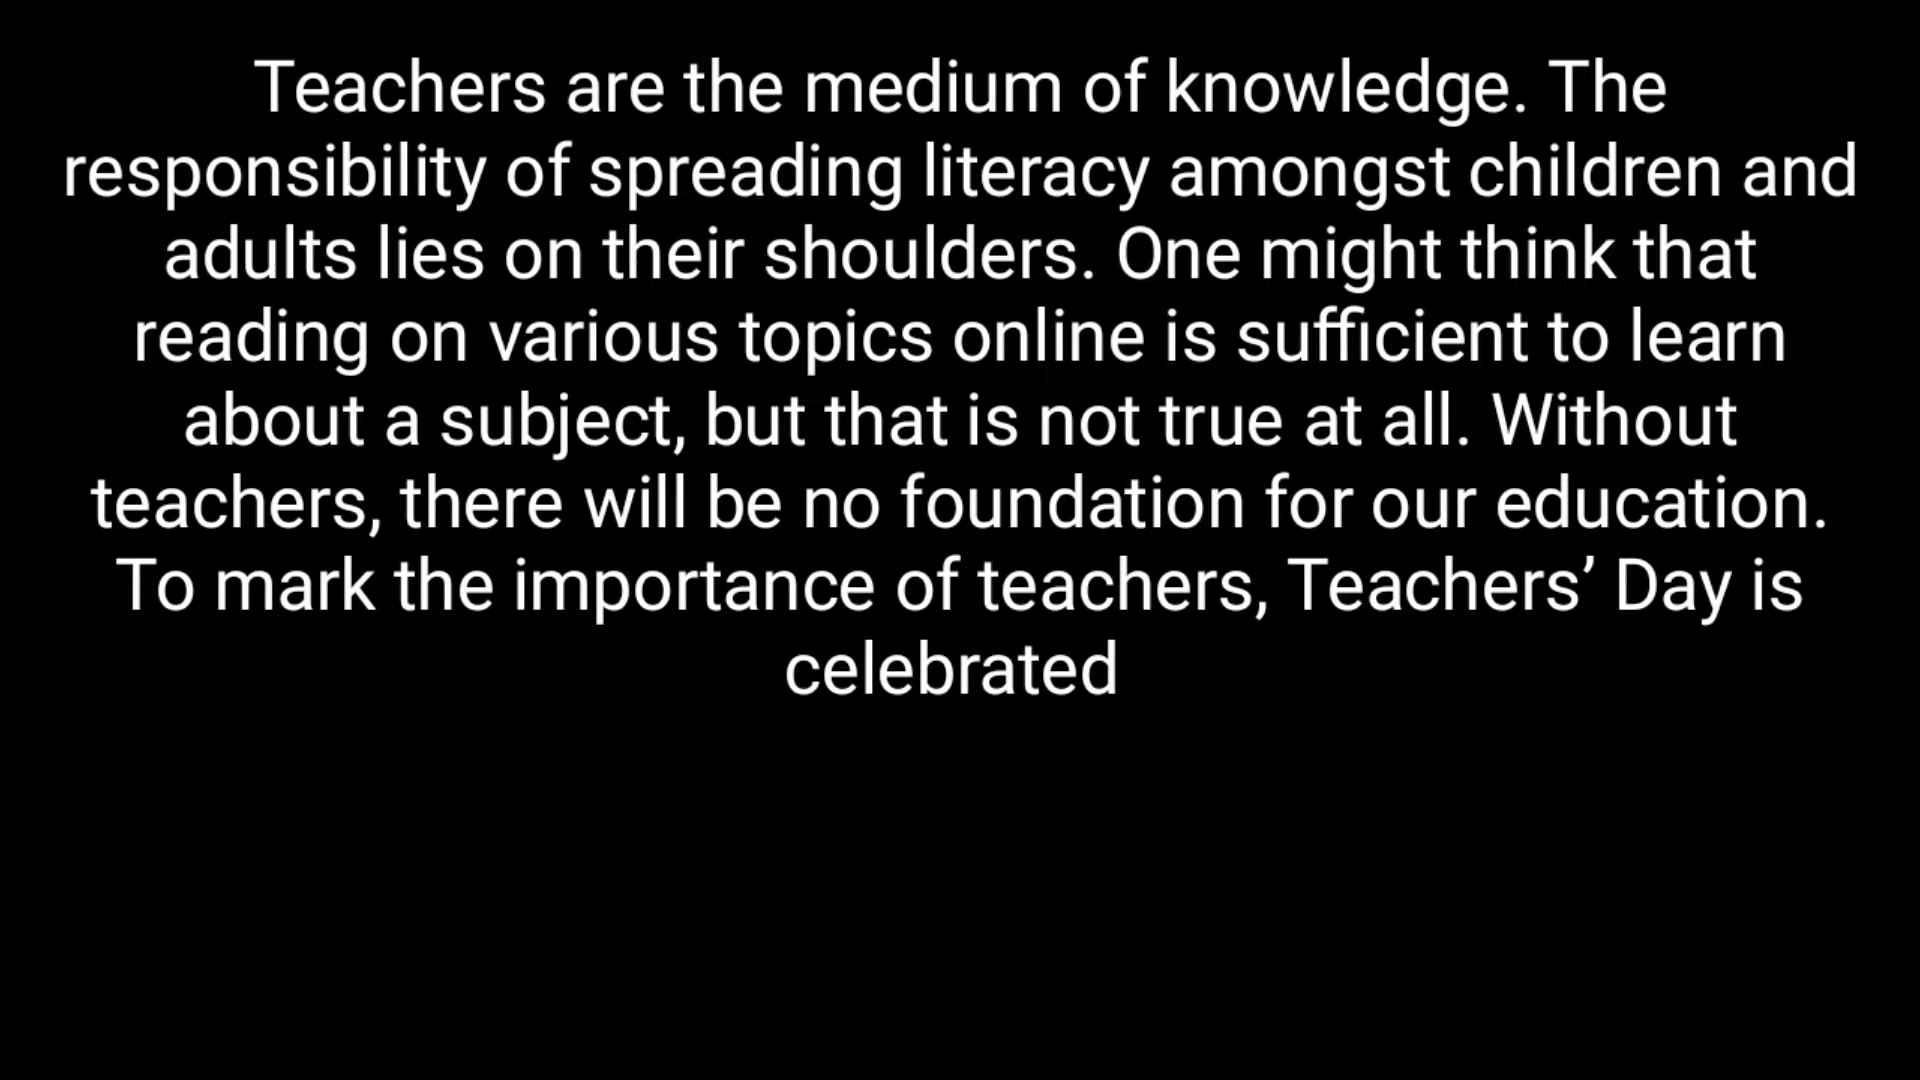 Teachers are the medium of knowledge. The
responsibility of spreading literacy amongst children and
adults lies on their shoulders. One might think that
reading on various topics online is sufficient to learn
about a subject, but that is not true at all. Without
teachers, there will be no foundation for our education.
To mark the importance of teachers, Teachers’ Day is
celebrated